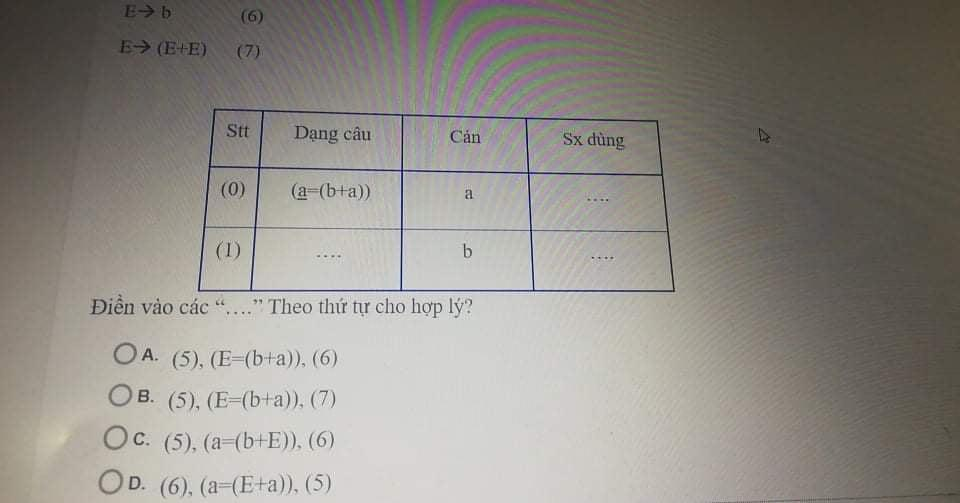 E→ b (6)
E→ (E+E) (7)
Stt Dạng câu Cán Sx dùng
(0) (a=(b+a)) a ....
(1) .... b ....
Điền vào các “….” Theo thứ tự cho hợp lý?
A. (5), (E=(b+a)), (6)
B. (5), (E=(b+a)), (7)
C. (5), (a=(b+E)), (6)
D. (6), (a=(E+a)), (5)